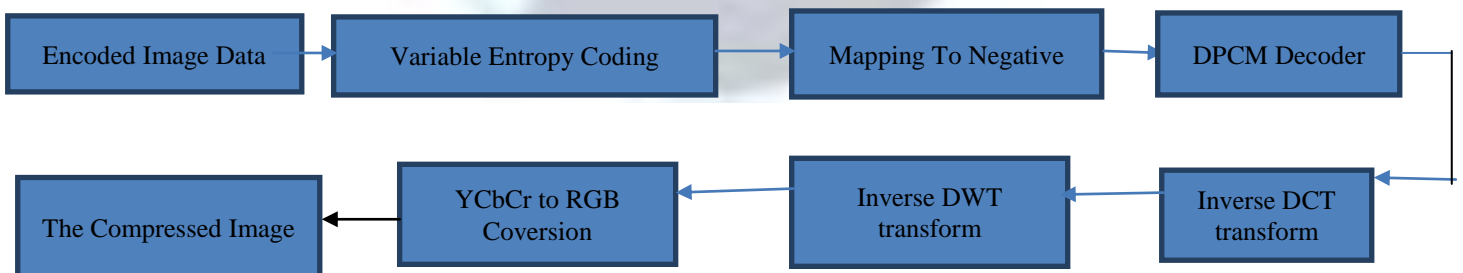 Encoded Image Data
Variable Entropy Coding
Mapping To Negative
DPCM Decoder
Inverse DCT
transform
Inverse DWT
transform
YCbCr to RGB
Coversion
The Compressed Image